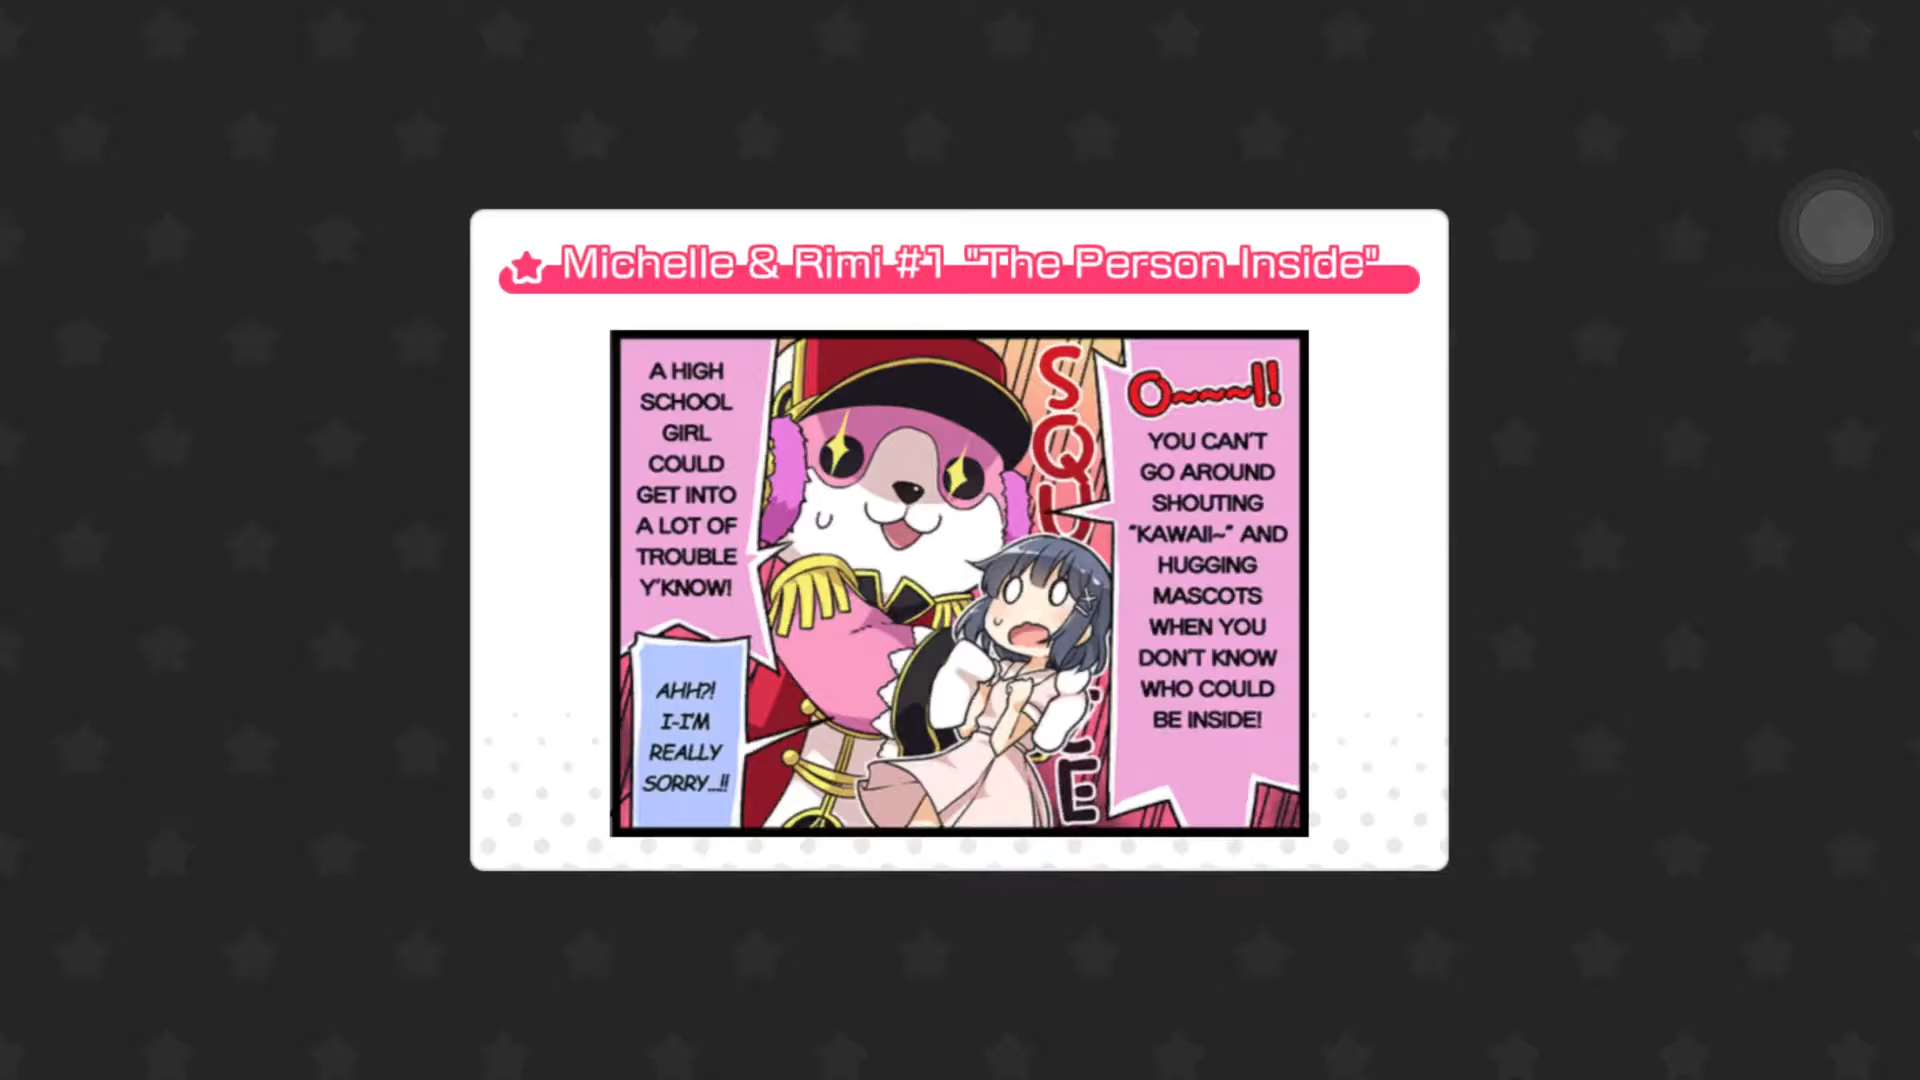 Michelle & Rimi #1 "The Person Inside"
O~~~I!
YOU CAN'T
GO AROUND
SHOUTING
"KAWAII~" AND
HUGGING
MASCOTS
WHEN YOU
DON'T KNOW
WHO COULD
BE INSIDE!
A HIGH
SCHOOL
GIRL
COULD
GET INTO
A LOT OF
TROUBLE
Y'KNOW!
AHH?!
I-I'M
REALLY
SORRY...!!